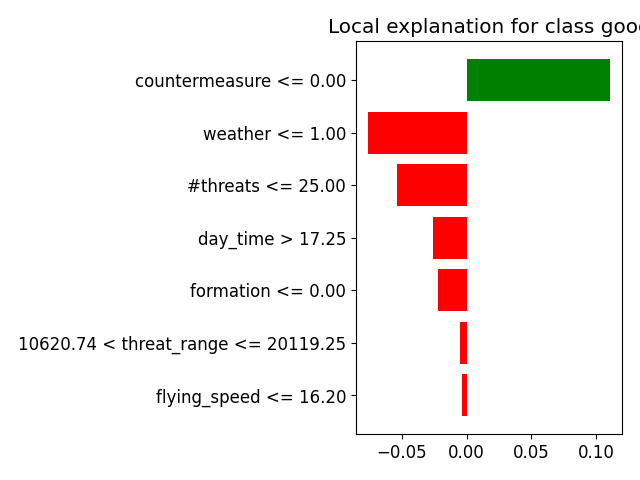 Local explanation for class goo
countermeasure <= 0.00
weather <= 1.00
#threats <= 25.00
day_time > 17.25
formation <= 0.00
10620.74 < threat_range <= 20119.25
flying_speed <= 16.20
−0.05 0.00 0.05 0.10